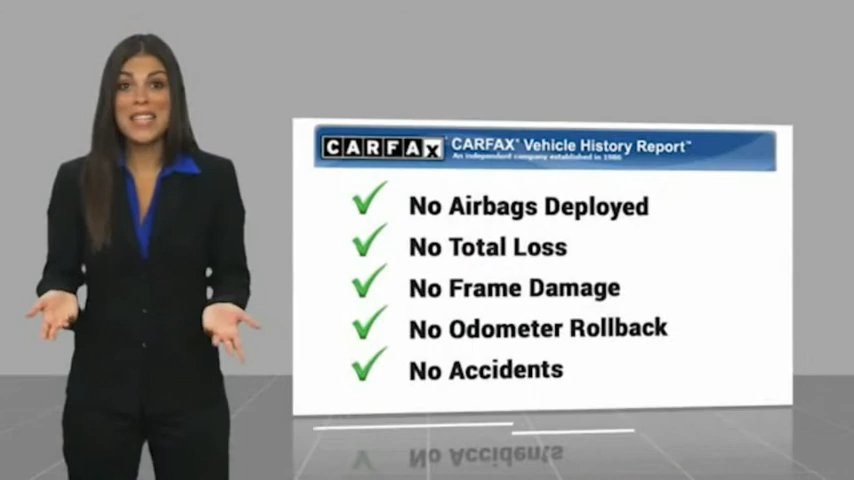 CARFAX CARFAX® Vehicle History Report™
An independent company established in 1986
No Airbags Deployed
No Total Loss
No Frame Damage
No Odometer Rollback
No Accidents
No Accidents